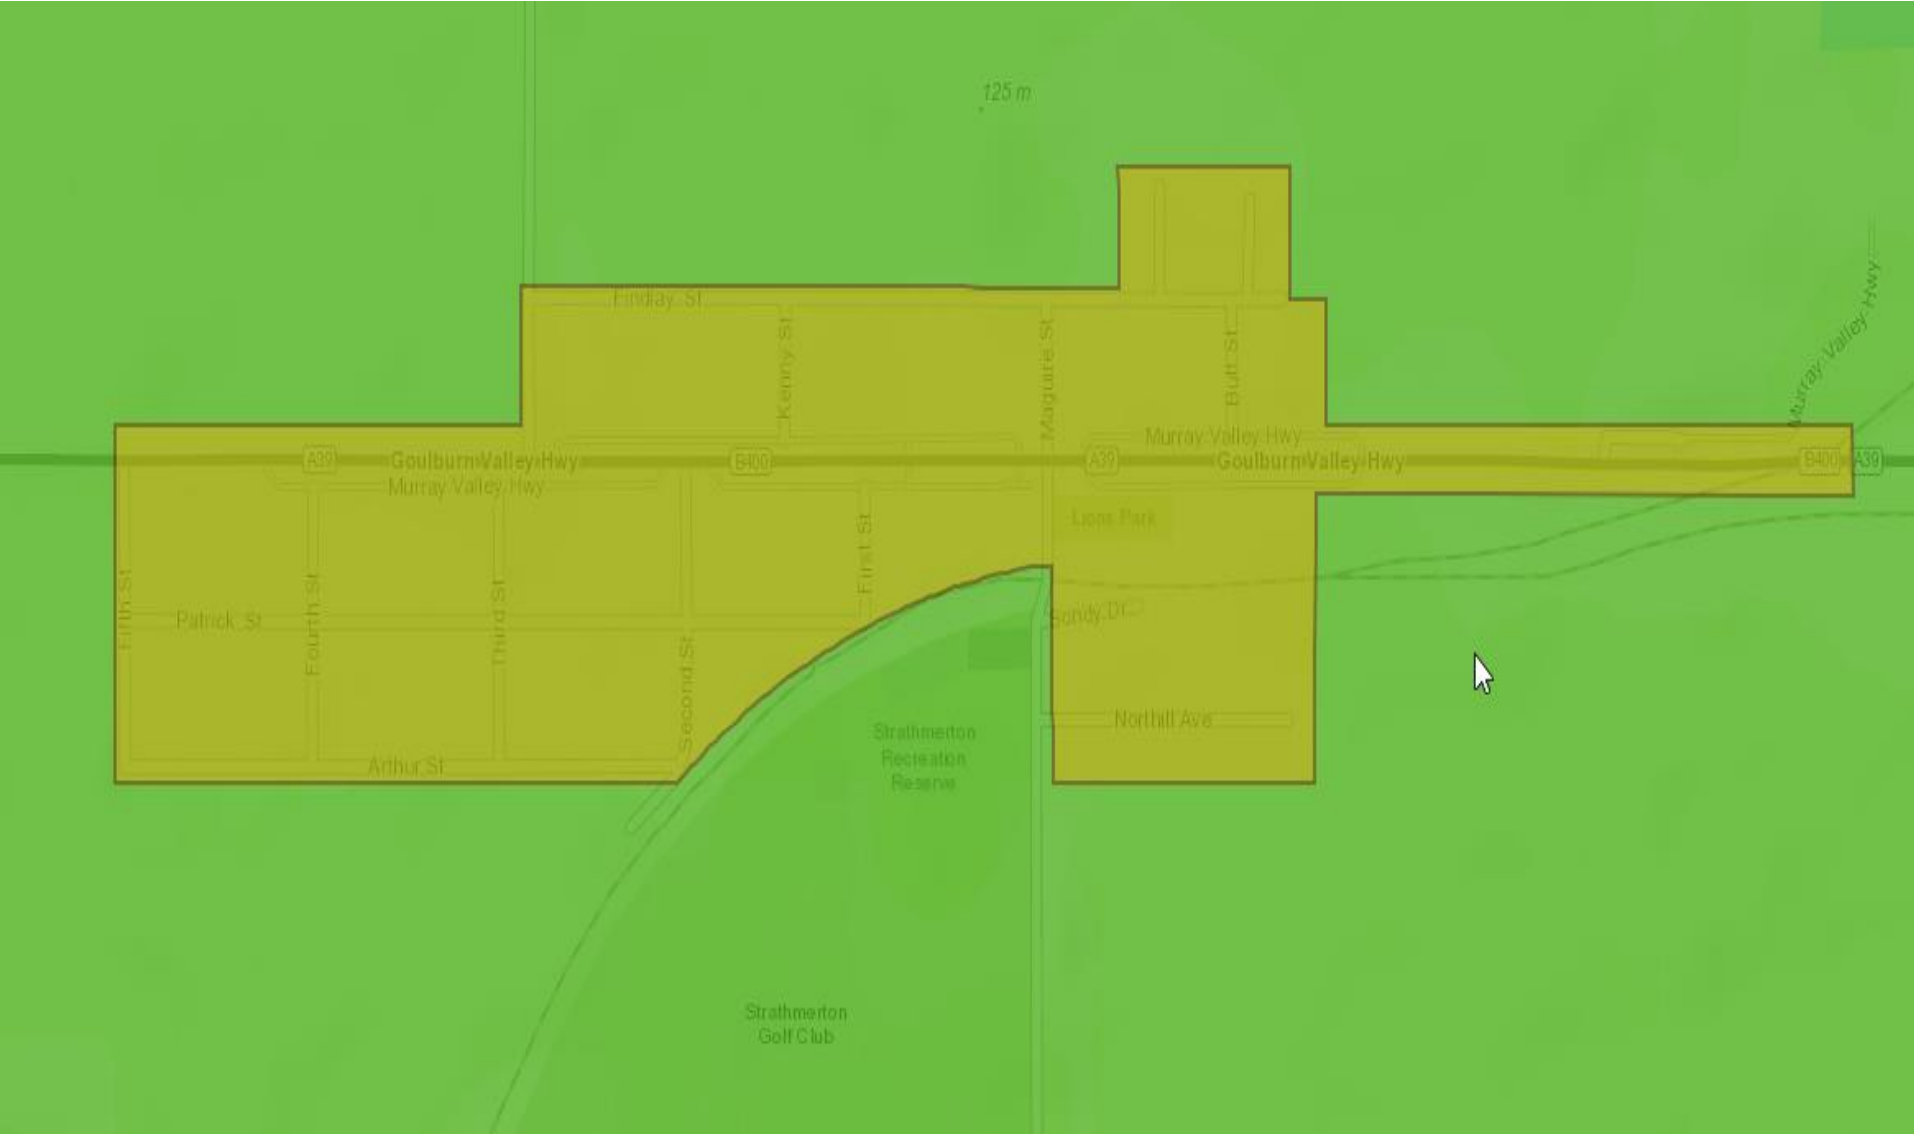 125 m
Murray Valley Hwy
Findlay St
Kenny St
Maguire St
Butt St
Murray Valley Hwy
A39
Goulburn Valley Hwy
B400
A39
Goulburn Valley Hwy
B400
A39
Murray Valley Hwy
Lions Park
First St
Fifth St
Fourth St
Third St
Patrick St
Second St
Northill Ave
Strathmerton
Recreation
Reserve
Arthur St
Strathmerton
Golf Club